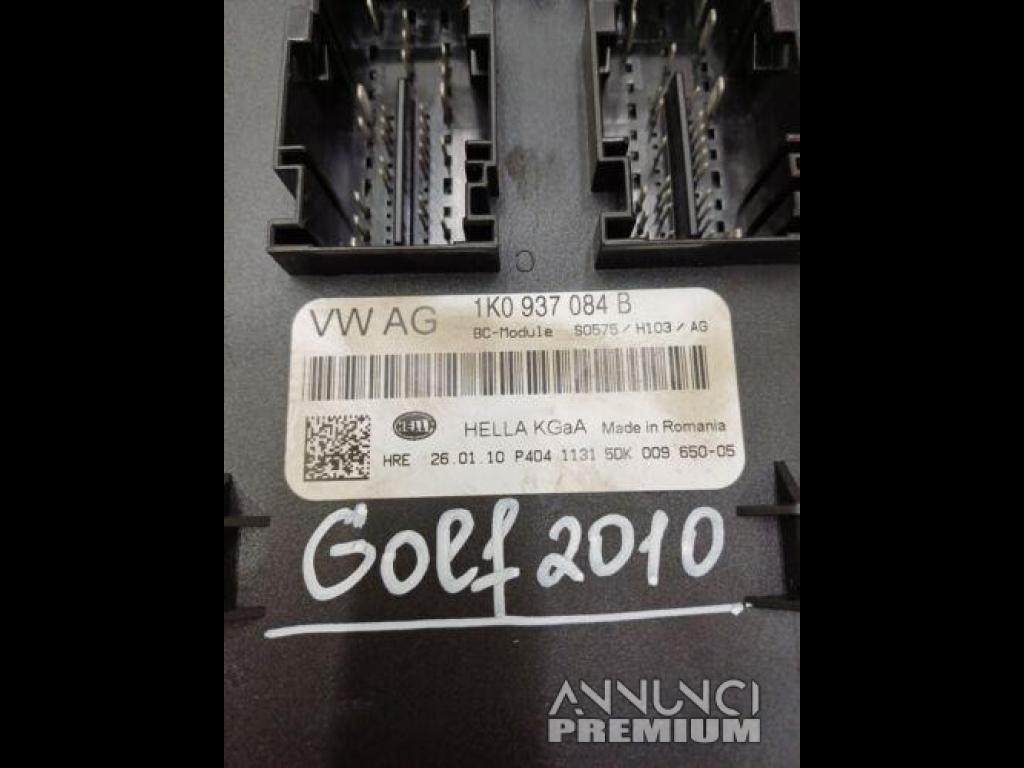 C
VW AG 1K0 937 084 B
BC-Module S0575 / H103 / AG
HELLA HELLA KGaA Made in Romania
HRE 26.01.10 P404 1131 5DK 009 650-05
Golf 2010
ANNUNCI
PREMIUM